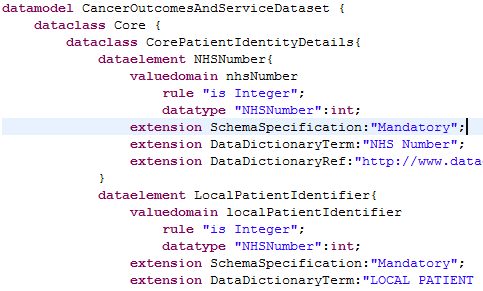 datamodel CancerOutcomesAndServiceDataset {
dataclass Core {
dataclass CorePatientIdentityDetails{
dataelement NHSNumber{
valuedomain nhsNumber
rule "is Integer";
datatype "NHSNumber":int;
extension SchemaSpecification:"Mandatory";
extension DataDictionaryTerm:"NHS Number";
extension DataDictionaryRef:"http://www.data
}
dataelement LocalPatientIdentifier{
valuedomain localPatientIdentifier
rule "is Integer";
datatype "NHSNumber":int;
extension SchemaSpecification:"Mandatory";
extension DataDictionaryTerm:"LOCAL PATIENT